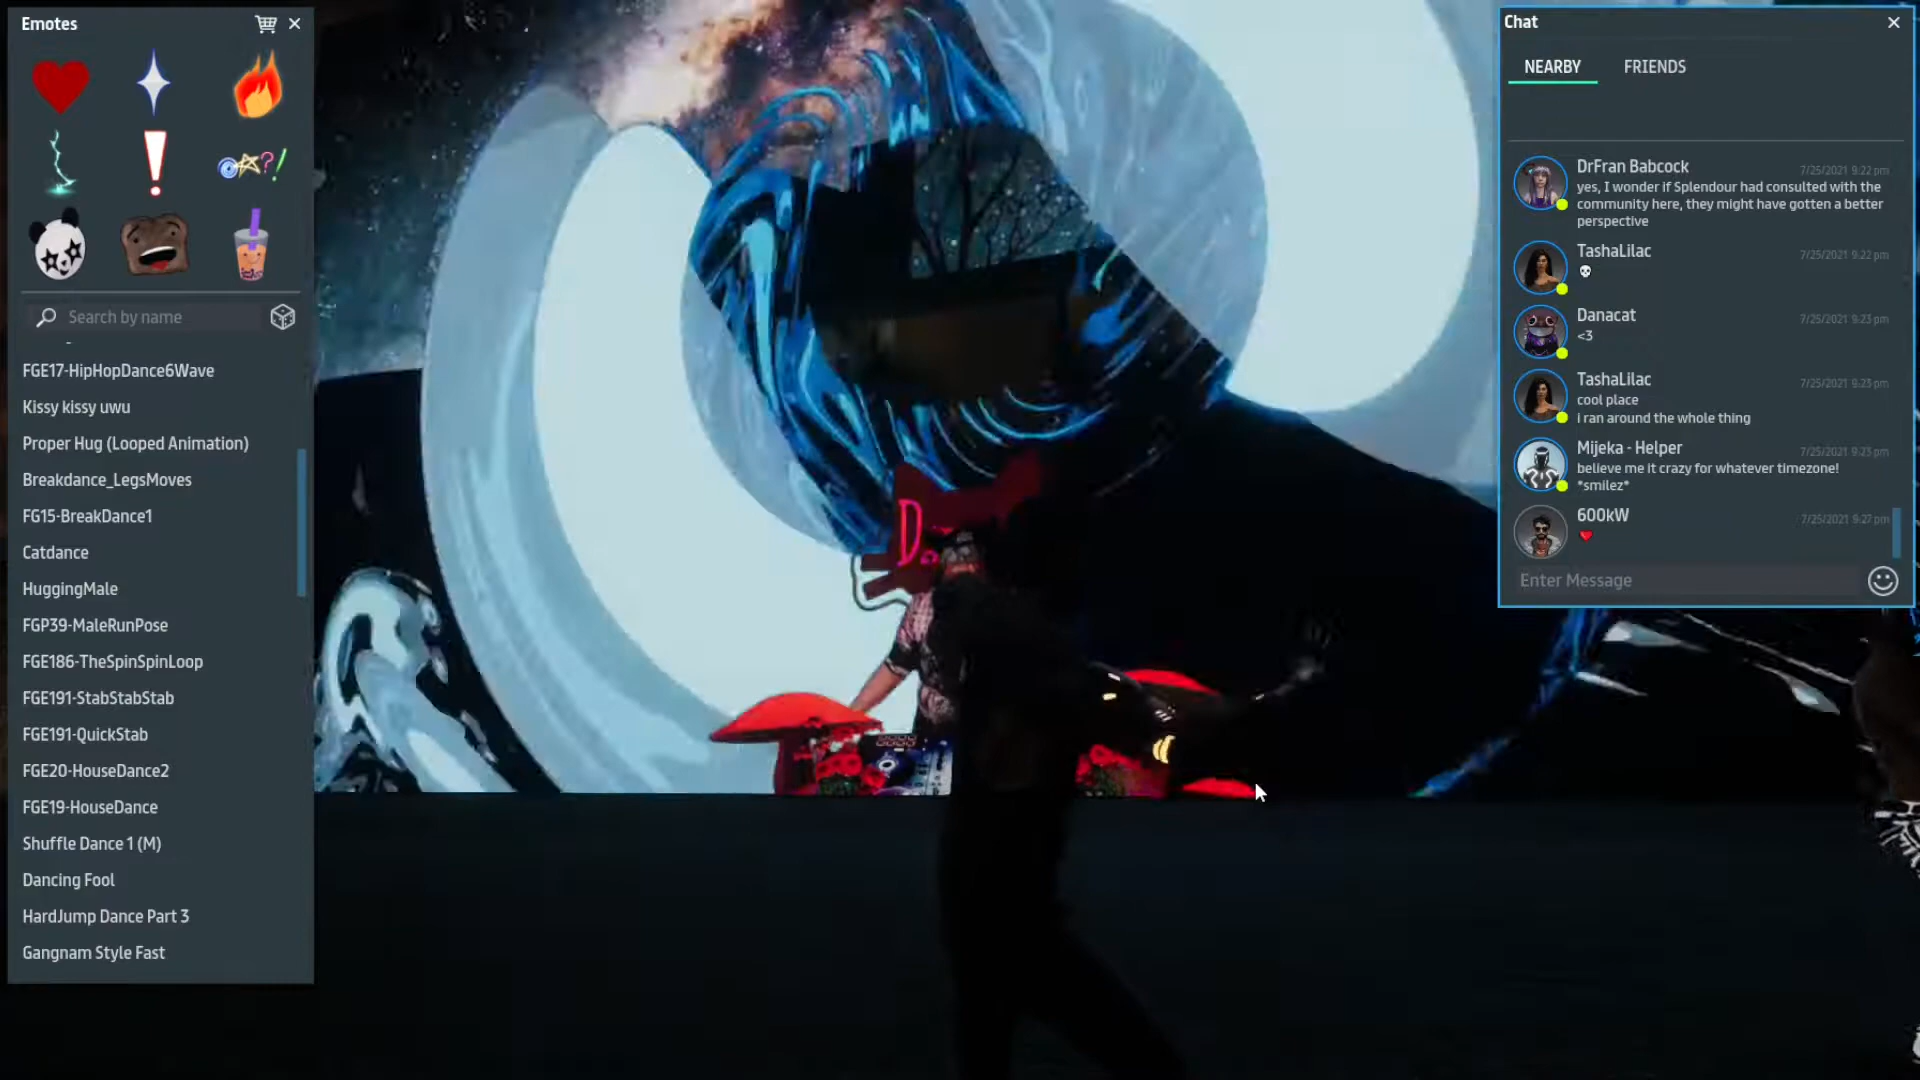 Emotes
Search by name
FGE17-HipHopDance6Wave
Kissy kissy uwu
Proper Hug (Looped Animation)
Breakdance_LegsMoves
FG15-BreakDance1
Catdance
HuggingMale
FGP39-MaleRunPose
FGE186-TheSpinSpinLoop
FGE191-StabStabStab
FGE191-QuickStab
FGE20-HouseDance2
FGE19-HouseDance
Shuffle Dance 1 (M)
Dancing Fool
HardJump Dance Part 3
Gangnam Style Fast
Chat
NEARBY FRIENDS
DrFran Babcock 7/25/2021 9:22 pm
yes, I wonder if Splendour had consulted with the
community here, they might have gotten a better
perspective
TashaLilac 7/25/2021 9:22 pm
Danacat 7/25/2021 9:23 pm
<3
TashaLilac 7/25/2021 9:23 pm
cool place
i ran around the whole thing
Mijeka - Helper 7/25/2021 9:23 pm
believe me it crazy for whatever timezone!
*smilez*
600kW 7/25/2021 9:27 pm
Enter Message